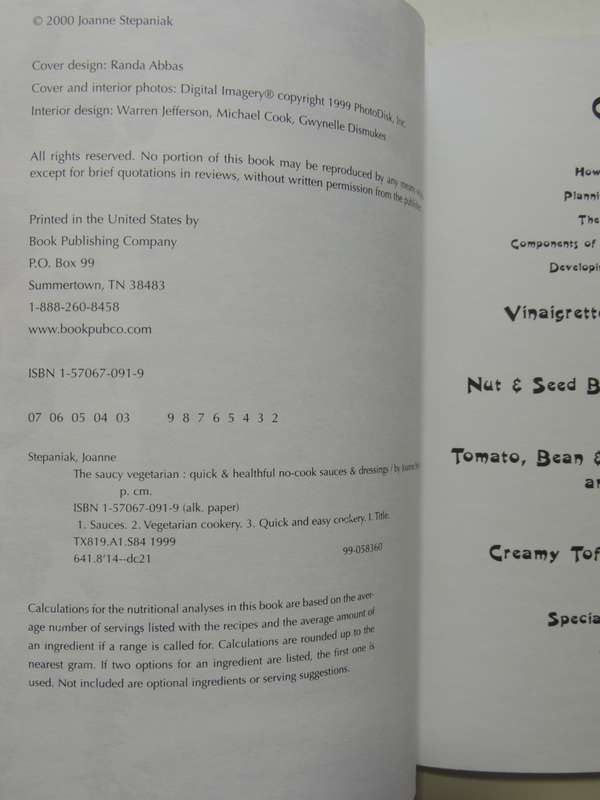 © 2000 Joanne Stepaniak
Cover design: Randa Abbas
Cover and interior photos: Digital Imagery® copyright 1999 PhotoDisk, Inc.
Interior design: Warren Jefferson, Michael Cook, Gwynelle Dismukes
All rights reserved. No portion of this book may be reproduced by any means
except for brief quotations in reviews, without written permission from the publisher.
Printed in the United States by
Book Publishing Company
P.O. Box 99
Summertown, TN 38483
1-888-260-8458
www.bookpubco.com
ISBN 1-57067-091-9
07 06 05 04 03 9 8 7 6 5 4 3 2
Stepaniak, Joanne
The saucy vegetarian : quick & healthful no-cook sauces & dressings / by Joanne
p. cm.
ISBN 1-57067-091-9 (alk. paper)
1. Sauces. 2. Vegetarian cookery. 3. Quick and easy cookery. I. Title.
TX819.A1.S84 1999
641.8'14--dc21 99-058360
Calculations for the nutritional analyses in this book are based on the aver-
age number of servings listed with the recipes and the average amount of
an ingredient if a range is called for. Calculations are rounded up to the
nearest gram. If two options for an ingredient are listed, the first one is
used. Not included are optional ingredients or serving suggestions.
How
Planni
The
Components of
Developi
Vinaigrette
Nut & Seed B
Tomato, Bean &
a
Creamy Tof
Specia